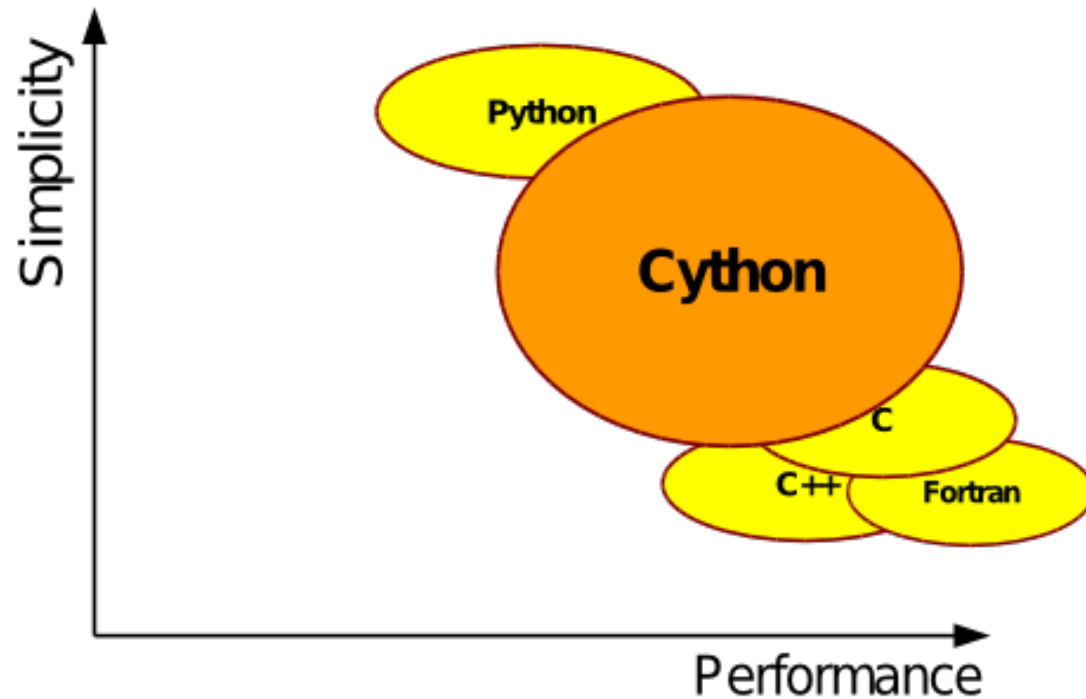 Simplicity
Python
Cython
C
C++
Fortran
Performance